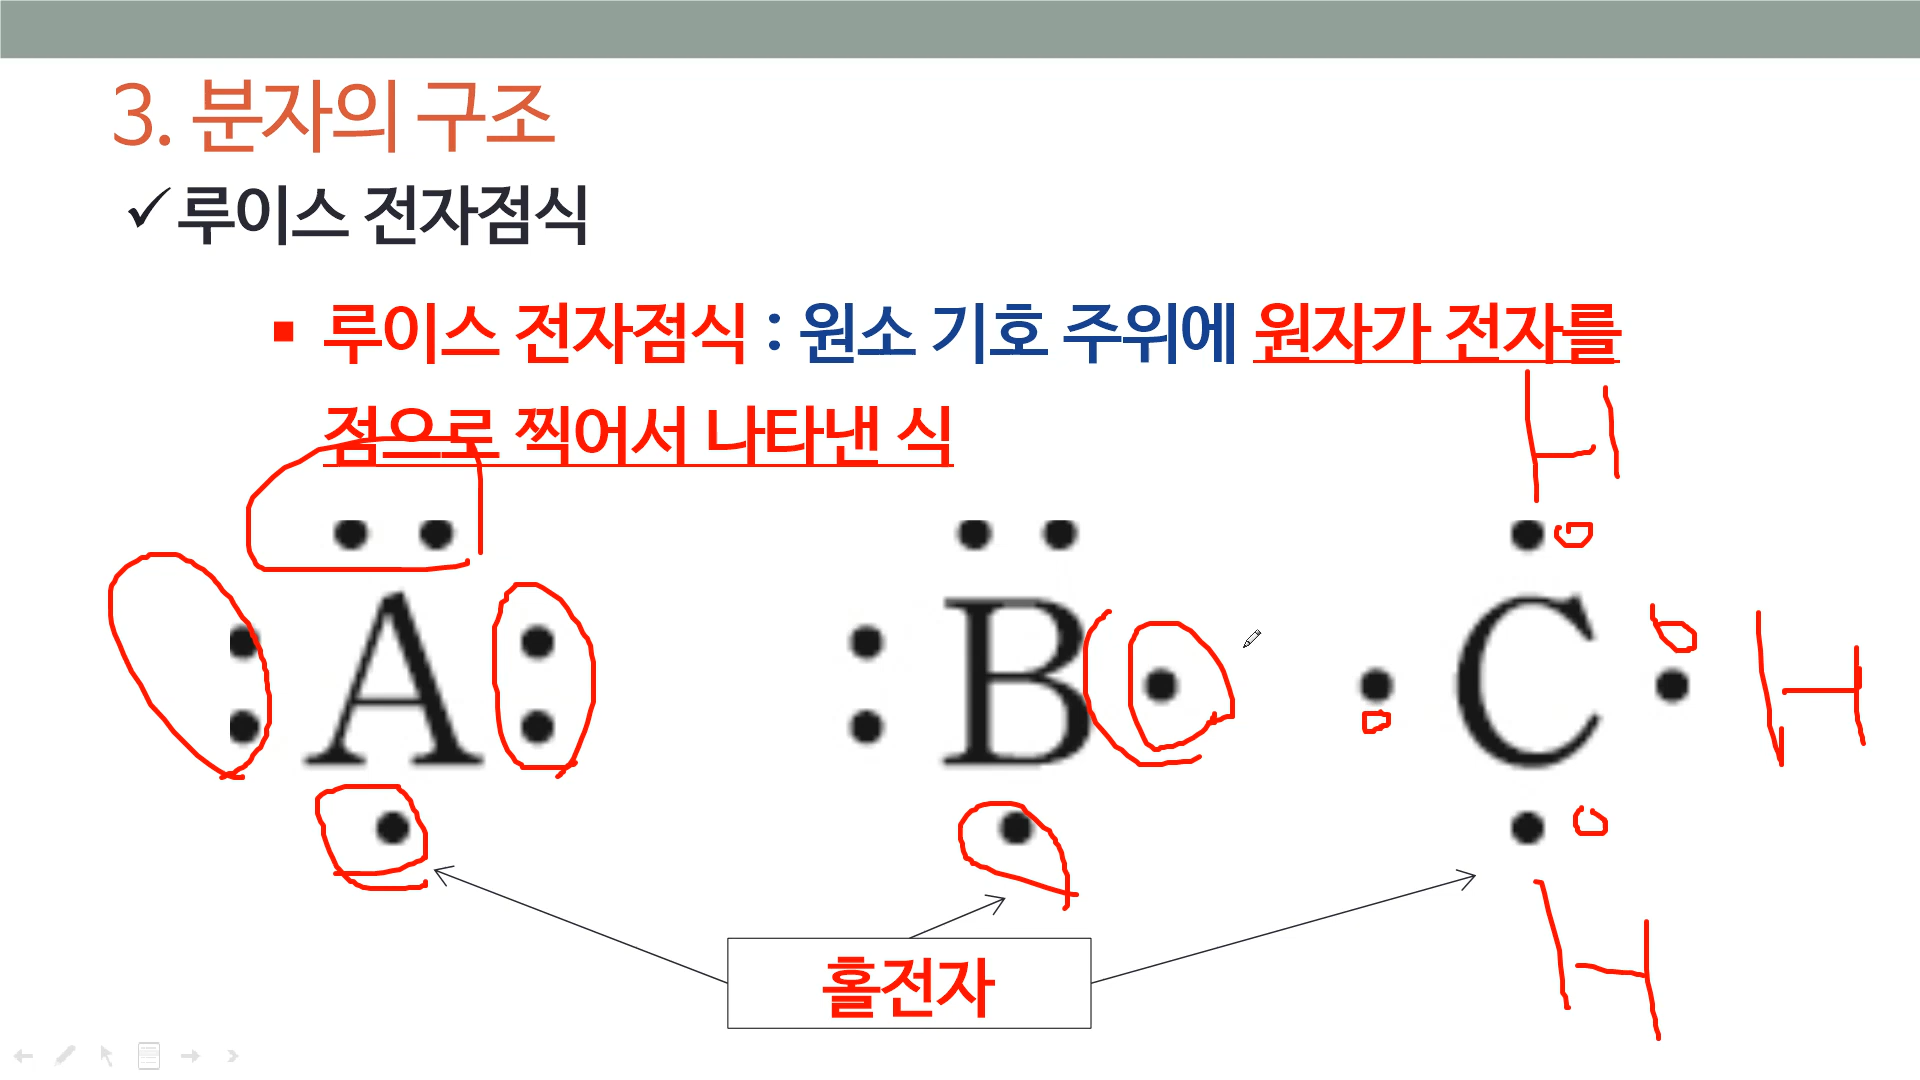 3. 분자의 구조
✓루이스 전자점식
▪ 루이스 전자점식 : 원소 기호 주위에 원자가 전자를
점으로 찍어서 나타낸 식
H
A B C H
홀전자
H